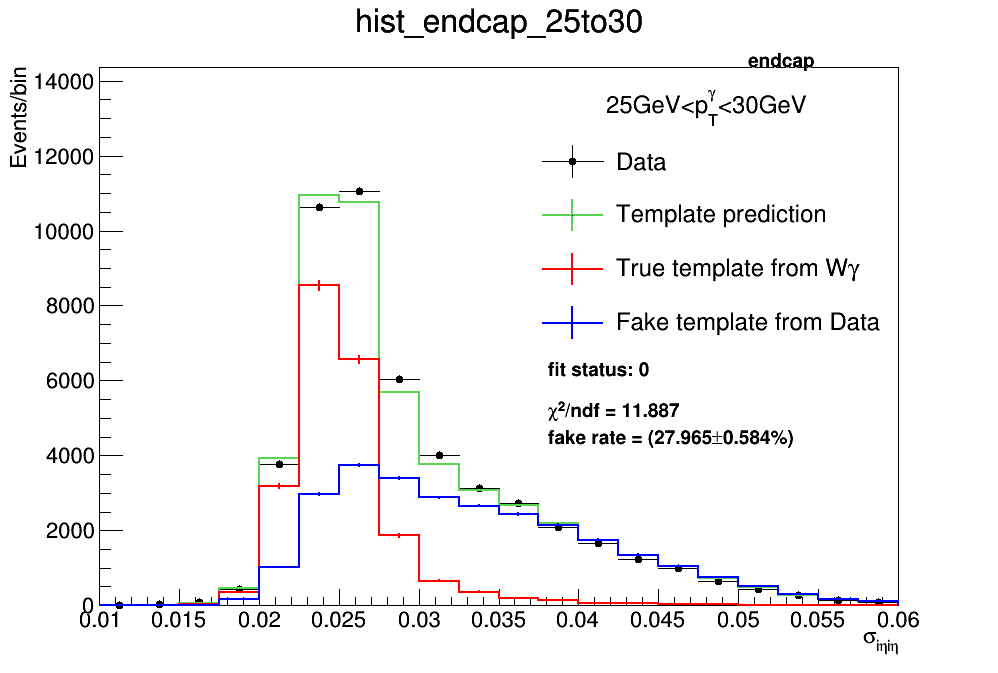 hist_endcap_25to30
endcap
Events/bin
14000
12000
10000
8000
6000
4000
2000
0
25GeV<p_T^γ<30GeV
Data
Template prediction
True template from Wγ
Fake template from Data
fit status: 0
χ²/ndf = 11.887
fake rate = (27.965±0.584%)
0.01 0.015 0.02 0.025 0.03 0.035 0.04 0.045 0.05 0.055 0.06
σ_iηiη